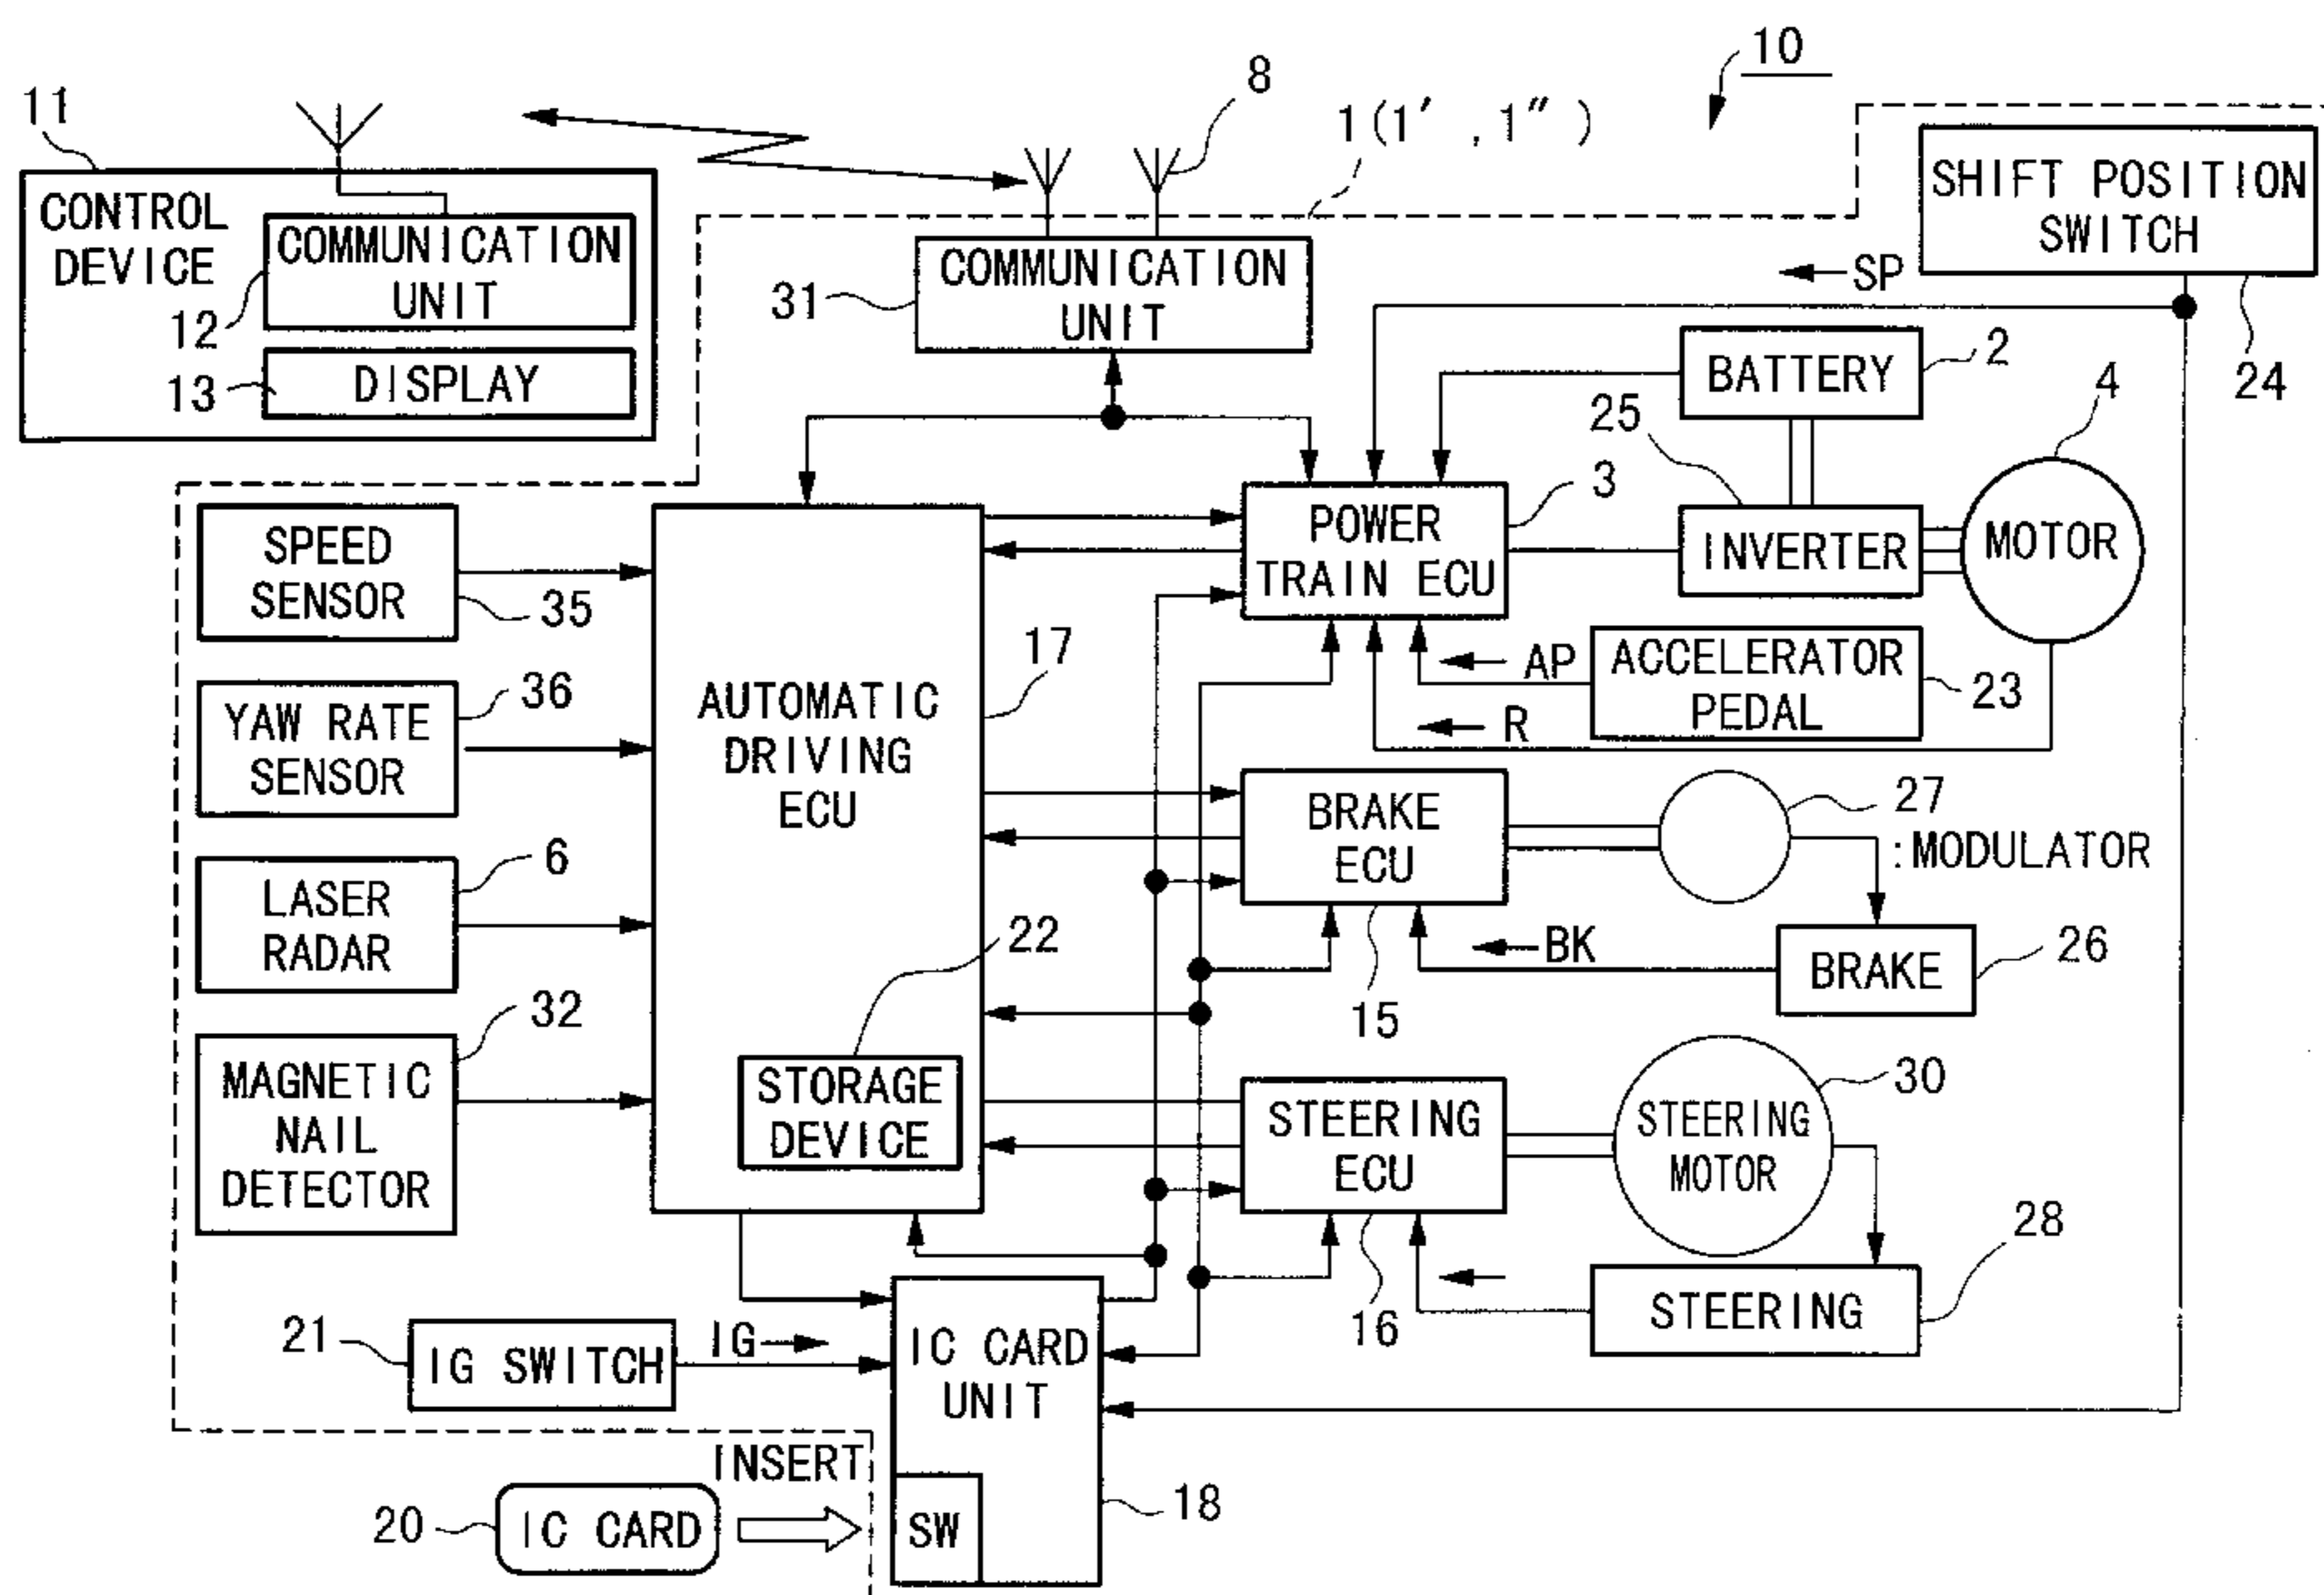 10
11
8
1(1′,1″)
CONTROL
DEVICE
COMMUNICATION
UNIT
12
13
DISPLAY
COMMUNICATION
UNIT
31
SHIFT POSITION
SWITCH
SP
24
BATTERY
2
25
4
SPEED
SENSOR
35
3
POWER
TRAIN ECU
INVERTER
MOTOR
17
AUTOMATIC
DRIVING
ECU
YAW RATE
SENSOR
36
AP
ACCELERATOR
PEDAL
23
R
BRAKE
ECU
27
:MODULATOR
LASER
RADAR
6
22
BK
BRAKE
26
15
32
MAGNETIC
NAIL
DETECTOR
STORAGE
DEVICE
STEERING
ECU
STEERING
MOTOR
30
28
STEERING
16
21
IG SWITCH
IG
IC CARD
UNIT
INSERT
20
IC CARD
SW
18